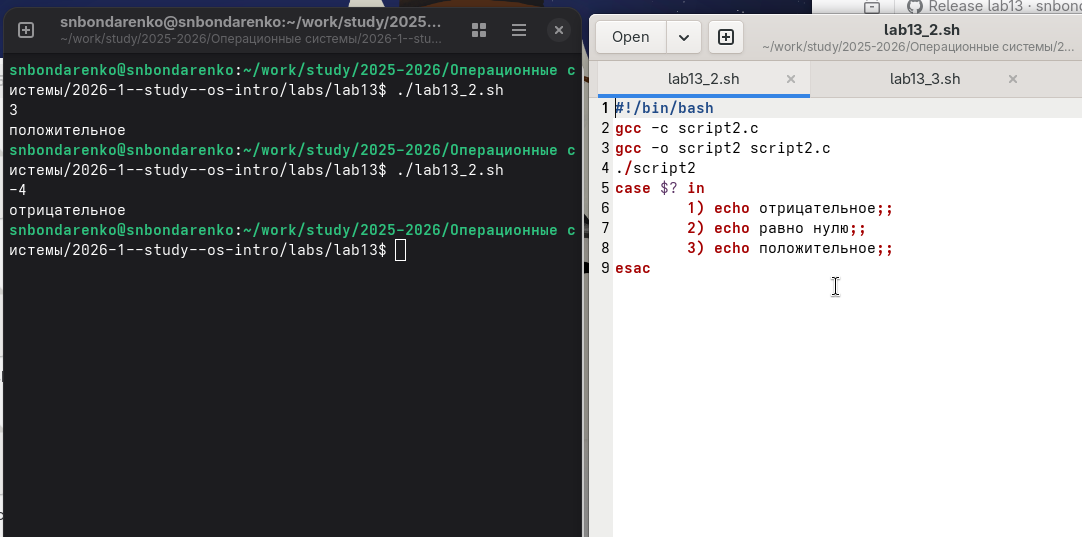 snbondarenko@snbondarenko:~/work/study/2025...
~/work/study/2025-2026/Операционные системы/2026-1--stu...
snbondarenko@snbondarenko:~/work/study/2025-2026/Операционные с
истемы/2026-1--study--os-intro/labs/lab13$ ./lab13_2.sh
3
положительное
snbondarenko@snbondarenko:~/work/study/2025-2026/Операционные с
истемы/2026-1--study--os-intro/labs/lab13$ ./lab13_2.sh
-4
отрицательное
snbondarenko@snbondarenko:~/work/study/2025-2026/Операционные с
истемы/2026-1--study--os-intro/labs/lab13$
Release lab13 · snbond
Open
lab13_2.sh
~/work/study/2025-2026/Операционные системы/2...
lab13_2.sh
lab13_3.sh
1 #!/bin/bash
2 gcc -c script2.c
3 gcc -o script2 script2.c
4 ./script2
5 case $? in
6         1) echo отрицательное;;
7         2) echo равно нулю;;
8         3) echo положительное;;
9 esac